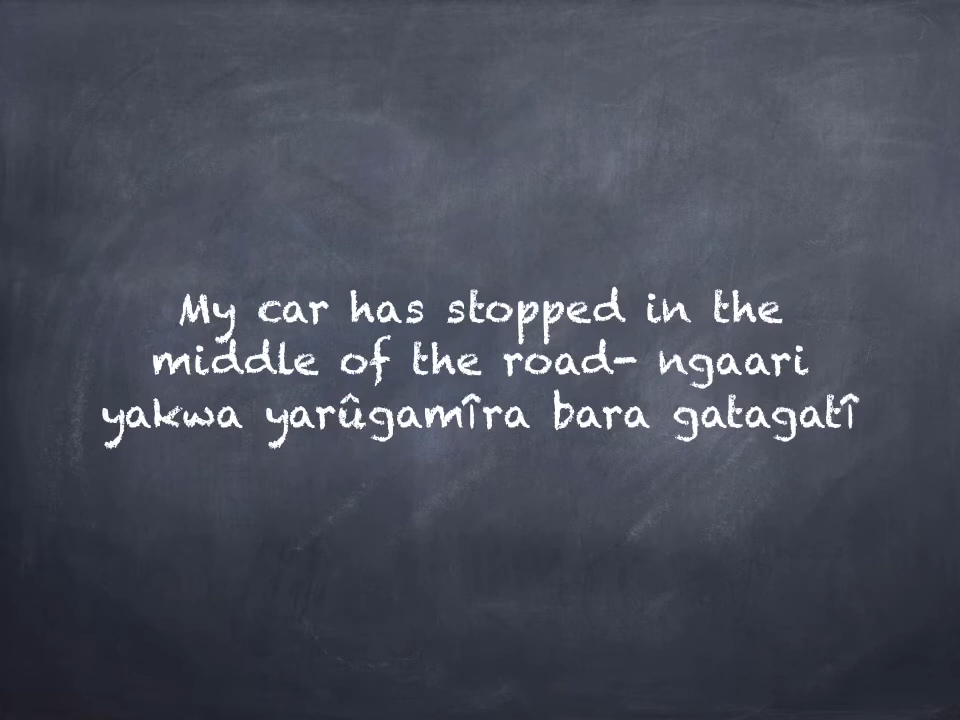 My car has stopped in the
middle of the road- ngaari
yakwa yarûgamîra bara gatagatî